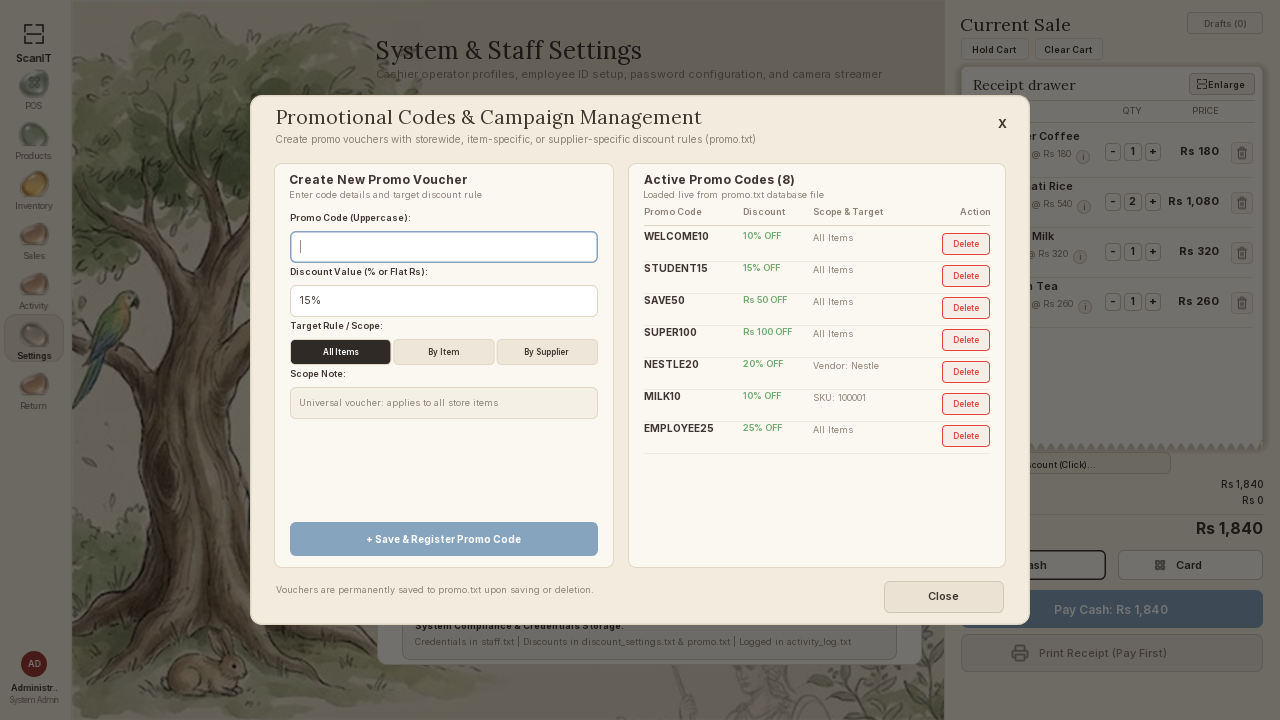 ScanIT
POS
Products
Inventory
Sales
Activity
Settings
Return
AD
Administr..
System Admin
System & Staff Settings
Cashier operator profiles, employee ID setup, password configuration, and camera streamer
Promotional Codes & Campaign Management
Create promo vouchers with storewide, item-specific, or supplier-specific discount rules (promo.txt)
X
Create New Promo Voucher
Enter code details and target discount rule
Promo Code (Uppercase):
Discount Value (% or Flat Rs):
15%
Target Rule / Scope:
All Items By Item By Supplier
Scope Note:
Universal voucher: applies to all store items
+ Save & Register Promo Code
Active Promo Codes (8)
Loaded live from promo.txt database file
Promo Code Discount Scope & Target Action
WELCOME10 10% OFF All Items Delete
STUDENT15 15% OFF All Items Delete
SAVE50 Rs 50 OFF All Items Delete
SUPER100 Rs 100 OFF All Items Delete
NESTLE20 20% OFF Vendor: Nestle Delete
MILK10 10% OFF SKU: 100001 Delete
EMPLOYEE25 25% OFF All Items Delete
Vouchers are permanently saved to promo.txt upon saving or deletion.
Close
System Compliance & Credentials Storage:
Credentials in staff.txt | Discounts in discount_settings.txt & promo.txt | Logged in activity_log.txt
Current Sale
Drafts (0)
Hold Cart Clear Cart
Receipt drawer
Enlarge
QTY PRICE
er Coffee
@ Rs 180 i - 1 + Rs 180
ati Rice
@ Rs 540 i - 2 + Rs 1,080
Milk
@ Rs 320 i - 1 + Rs 320
n Tea
@ Rs 260 i - 1 + Rs 260
scount (Click)...
Rs 1,840
Rs 0
Rs 1,840
ash
Card
Pay Cash: Rs 1,840
Print Receipt (Pay First)